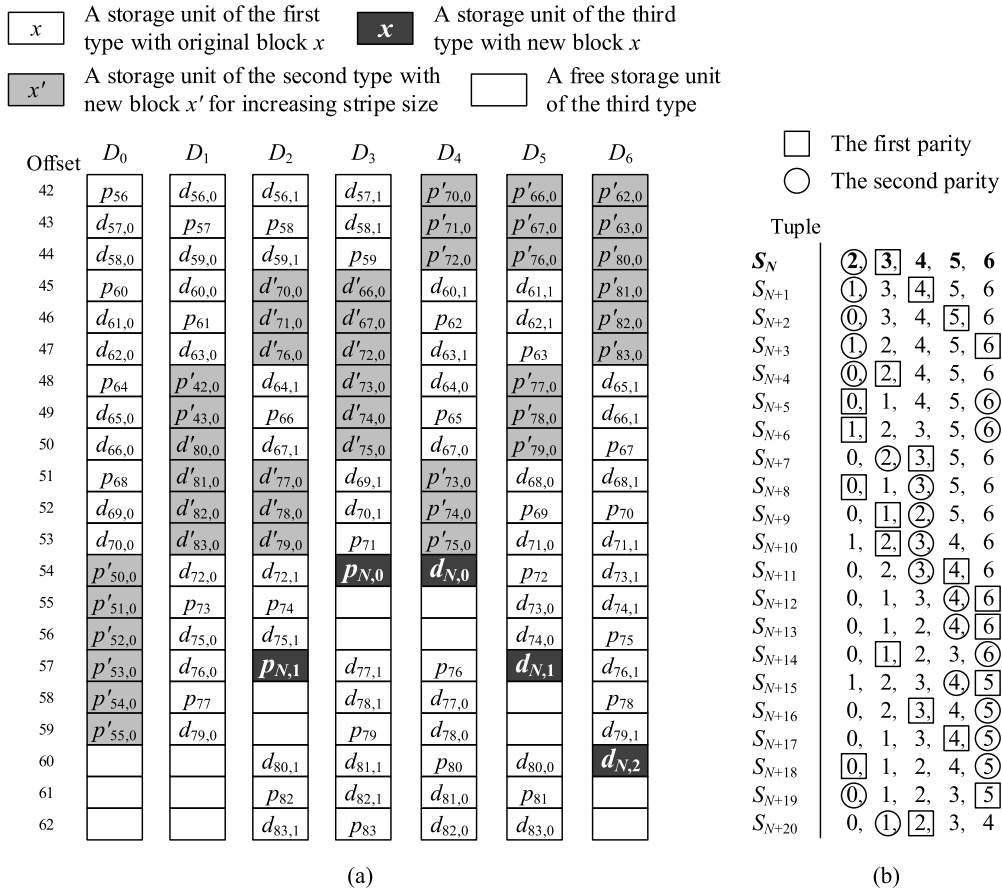 x A storage unit of the first type with original block x
x A storage unit of the third type with new block x
x' A storage unit of the second type with new block x' for increasing stripe size
A free storage unit of the third type
Offset D0 D1 D2 D3 D4 D5 D6
42 p56 d56,0 d56,1 d57,1 p'70,0 p'66,0 p'62,0
43 d57,0 p57 p58 d58,1 p'71,0 p'67,0 p'63,0
44 d58,0 d59,0 d59,1 p59 p'72,0 p'76,0 p'80,0
45 p60 d60,0 d'70,0 d'66,0 d60,1 d61,1 p'81,0
46 d61,0 p61 d'71,0 d'67,0 p62 d62,1 p'82,0
47 d62,0 d63,0 d'76,0 d'72,0 d63,1 p63 p'83,0
48 p64 p'42,0 d64,1 d'73,0 d64,0 p'77,0 d65,1
49 d65,0 p'43,0 p66 d'74,0 p65 p'78,0 d66,1
50 d66,0 d'80,0 d67,1 d'75,0 d67,0 p'79,0 p67
51 p68 d'81,0 d'77,0 d69,1 p'73,0 d68,0 d68,1
52 d69,0 d'82,0 d'78,0 d70,1 p'74,0 p69 p70
53 d70,0 d'83,0 d'79,0 p71 p'75,0 d71,0 d71,1
54 p'50,0 d72,0 d72,1 pN,0 dN,0 p72 d73,1
55 p'51,0 p73 p74 d73,0 d74,1
56 p'52,0 d75,0 d75,1 d74,0 p75
57 p'53,0 d76,0 pN,1 d77,1 p76 dN,1 d76,1
58 p'54,0 p77 d78,1 d77,0 p78
59 p'55,0 d79,0 p79 d78,0 d79,1
60 d80,1 d81,1 p80 d80,0 dN,2
61 p82 d82,1 d81,0 p81
62 d83,1 p83 d82,0 d83,0
(a)
The first parity
The second parity
Tuple
SN 2, 3, 4, 5, 6
SN+1 1, 3, 4, 5, 6
SN+2 0, 3, 4, 5, 6
SN+3 1, 2, 4, 5, 6
SN+4 0, 2, 4, 5, 6
SN+5 0, 1, 4, 5, 6
SN+6 1, 2, 3, 5, 6
SN+7 0, 2, 3, 5, 6
SN+8 0, 1, 3, 5, 6
SN+9 0, 1, 2, 5, 6
SN+10 1, 2, 3, 4, 6
SN+11 0, 2, 3, 4, 6
SN+12 0, 1, 3, 4, 6
SN+13 0, 1, 2, 4, 6
SN+14 0, 1, 2, 3, 6
SN+15 1, 2, 3, 4, 5
SN+16 0, 2, 3, 4, 5
SN+17 0, 1, 3, 4, 5
SN+18 0, 1, 2, 4, 5
SN+19 0, 1, 2, 3, 5
SN+20 0, 1, 2, 3, 4
(b)